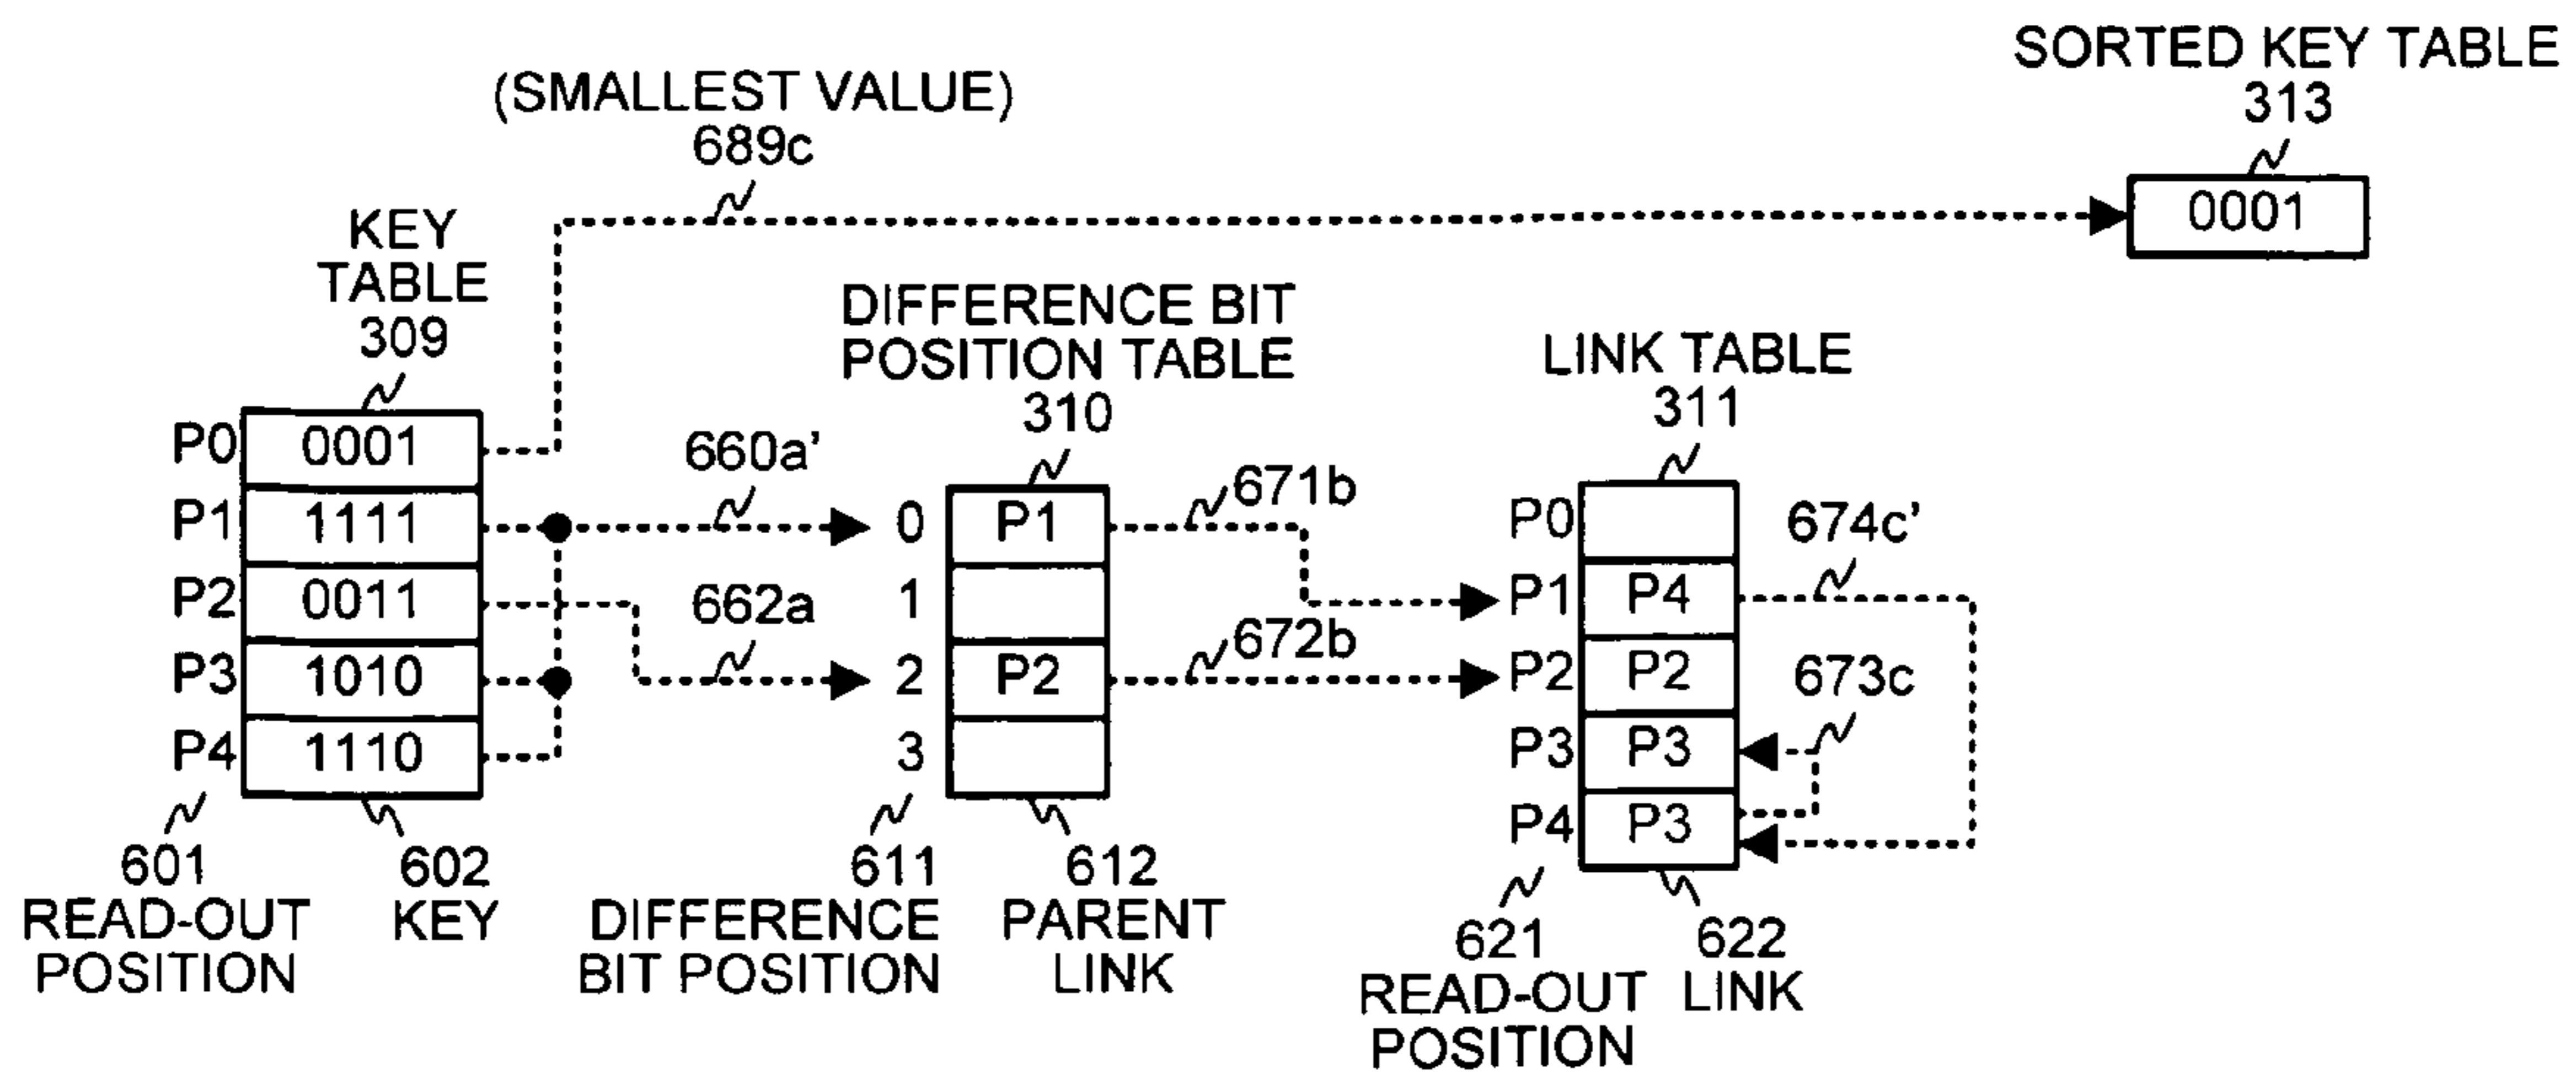 SORTED KEY TABLE
313
0001
(SMALLEST VALUE)
689c
KEY
TABLE
309
P0 0001
P1 1111
P2 0011
P3 1010
P4 1110
601
READ-OUT
POSITION
602
KEY
660a’
662a
DIFFERENCE BIT
POSITION TABLE
310
0 P1
1
2 P2
3
611
DIFFERENCE
BIT POSITION
612
PARENT
LINK
671b
672b
LINK TABLE
311
P0
P1 P4
P2 P2
P3 P3
P4 P3
674c’
673c
621
READ-OUT
POSITION
622
LINK